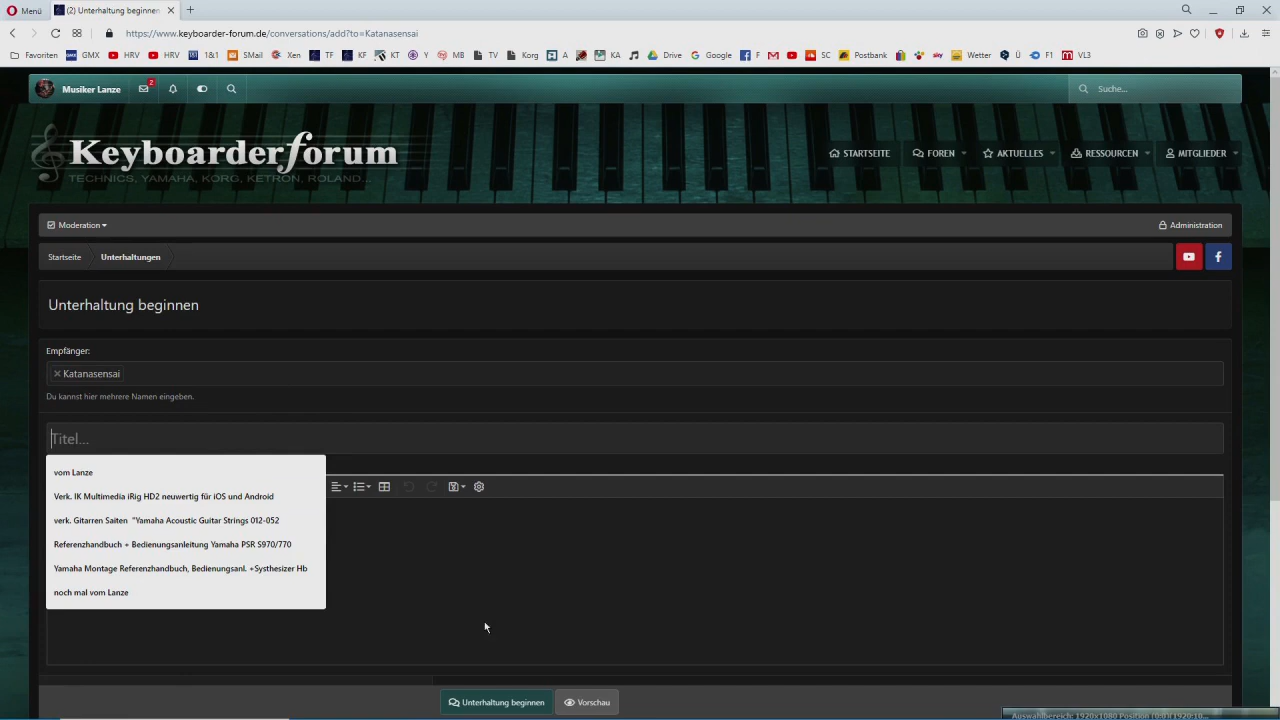 Menü
(2) Unterhaltung beginnen
https://www.keyboarder-forum.de/conversations/add?to=Katanasensai
Favoriten GMX HRV HRV 1&1 SMail Xen TF KF KT Y MB TV Korg A KA Drive Google F M SC Postbank sky Wetter Ü F1 VL3
Musiker Lanze 2 Suche...
Keyboarderforum
TECHNICS, YAMAHA, KORG, KETRON, ROLAND...
STARTSEITE FOREN AKTUELLES RESSOURCEN MITGLIEDER
Moderation Administration
Startseite Unterhaltungen
Unterhaltung beginnen
Empfänger:
Katanasensai
Du kannst hier mehrere Namen eingeben.
Titel...
vom Lanze
Verk. IK Multimedia iRig HD2 neuwertig für iOS und Android
verk. Gitarren Saiten "Yamaha Acoustic Guitar Strings 012-052
Referenzhandbuch + Bedienungsanleitung Yamaha PSR S970/770
Yamaha Montage Referenzhandbuch, Bedienungsanl. +Systhesizer Hb
noch mal vom Lanze
Unterhaltung beginnen Vorschau
Auswahlbereich: 1920x1080 Position